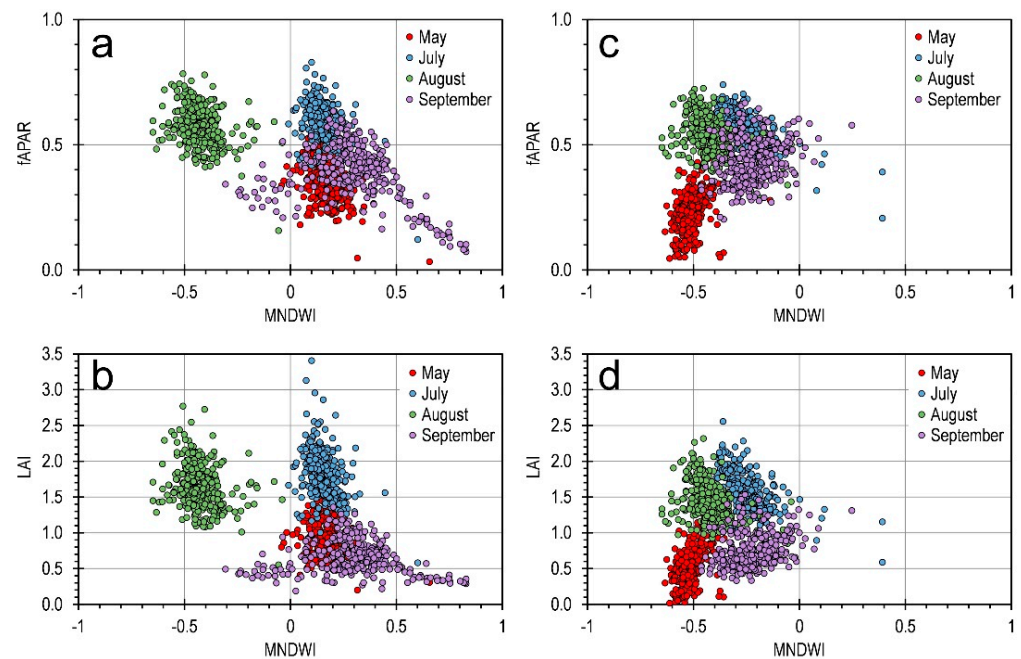 a
1.0
0.5
0.0
fAPAR
-1
-0.5
0
0.5
1
MNDWI
May
July
August
September
c
1.0
0.5
0.0
fAPAR
-1
-0.5
0
0.5
1
MNDWI
May
July
August
September
b
3.5
3.0
2.5
2.0
1.5
1.0
0.5
0.0
LAI
-1
-0.5
0
0.5
1
MNDWI
May
July
August
September
d
3.5
3.0
2.5
2.0
1.5
1.0
0.5
0.0
LAI
-1
-0.5
0
0.5
1
MNDWI
May
July
August
September